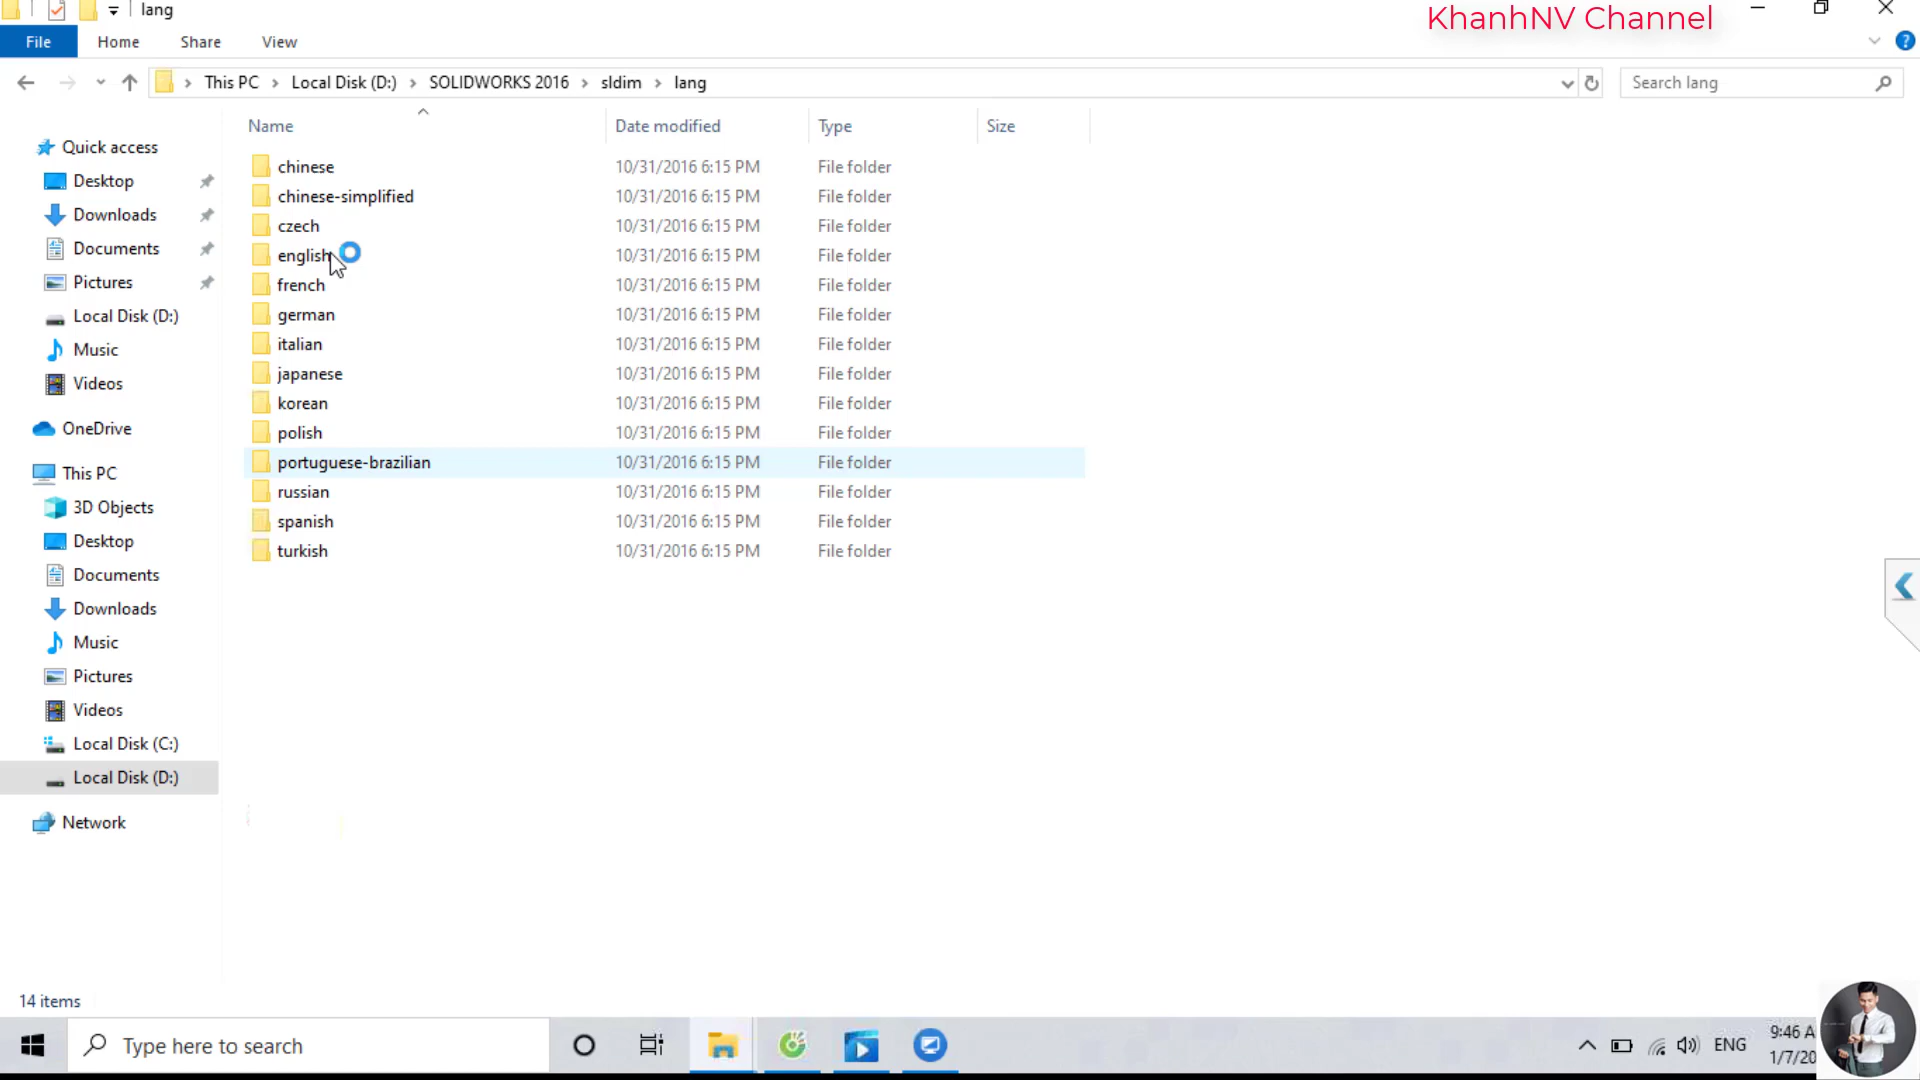 lang
KhanhNV Channel
File Home Share View
This PC Local Disk (D:) SOLIDWORKS 2016 sldim lang
Search lang
Name Date modified Type Size
Quick access
Desktop
Downloads
Documents
Pictures
Local Disk (D:)
Music
Videos
OneDrive
This PC
3D Objects
Desktop
Documents
Downloads
Music
Pictures
Videos
Local Disk (C:)
Local Disk (D:)
Network
chinese 10/31/2016 6:15 PM File folder
chinese-simplified 10/31/2016 6:15 PM File folder
czech 10/31/2016 6:15 PM File folder
english 10/31/2016 6:15 PM File folder
french 10/31/2016 6:15 PM File folder
german 10/31/2016 6:15 PM File folder
italian 10/31/2016 6:15 PM File folder
japanese 10/31/2016 6:15 PM File folder
korean 10/31/2016 6:15 PM File folder
polish 10/31/2016 6:15 PM File folder
portuguese-brazilian 10/31/2016 6:15 PM File folder
russian 10/31/2016 6:15 PM File folder
spanish 10/31/2016 6:15 PM File folder
turkish 10/31/2016 6:15 PM File folder
14 items
Type here to search
ENG
9:46 A
1/7/20